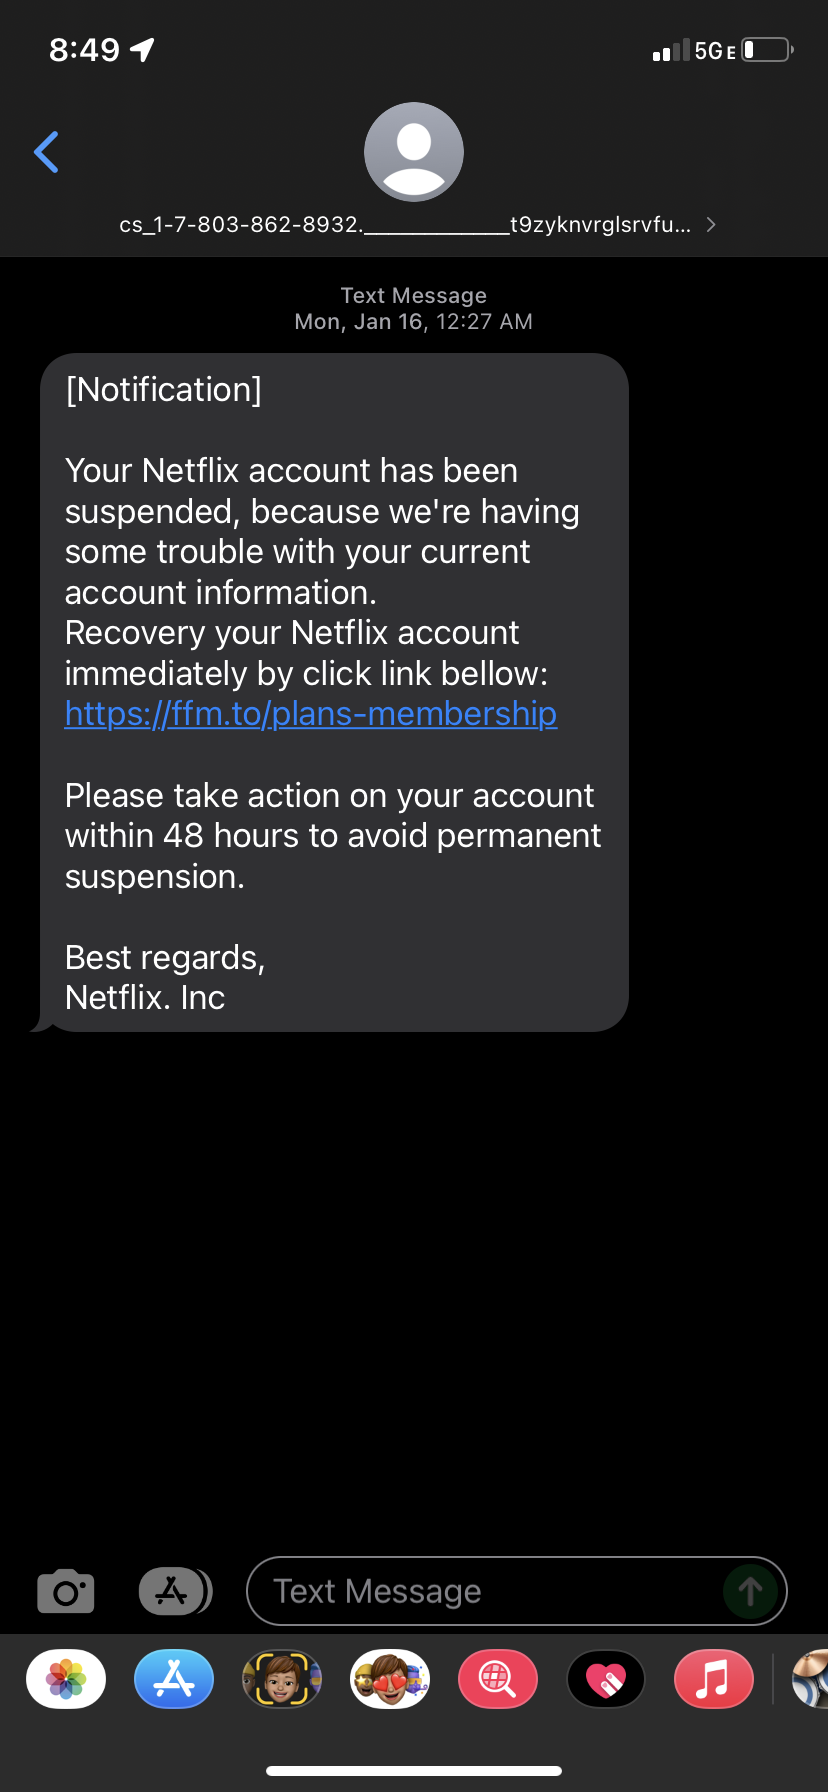 8:49
5GE
cs_1-7-803-862-8932.____________t9zyknvrglsrvfu...
Text Message
Mon, Jan 16, 12:27 AM
[Notification]
Your Netflix account has been
suspended, because we're having
some trouble with your current
account information.
Recovery your Netflix account
immediately by click link bellow:
https://ffm.to/plans-membership
Please take action on your account
within 48 hours to avoid permanent
suspension.
Best regards,
Netflix. Inc
Text Message